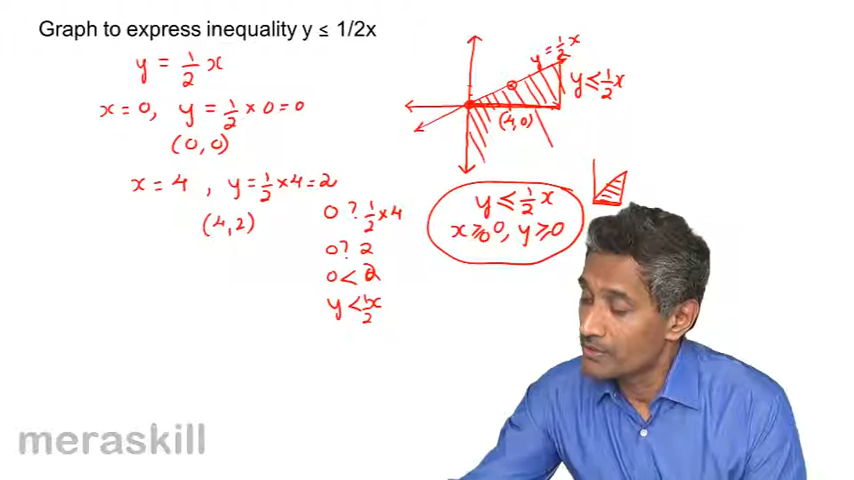 Graph to express inequality y ≤ 1/2x
y = 1/2 x
x = 0, y = 1/2 × 0 = 0
(0, 0)
x = 4, y = 1/2 × 4 = 2
(4, 2)
0 ? 1/2 × 4
0 ? 2
0 < 2
y < 1/2 x
y = 1/2 x
y ≤ 1/2 x
(4, 0)
y ≤ 1/2 x
x ≥ 0, y ≥ 0
meraskill